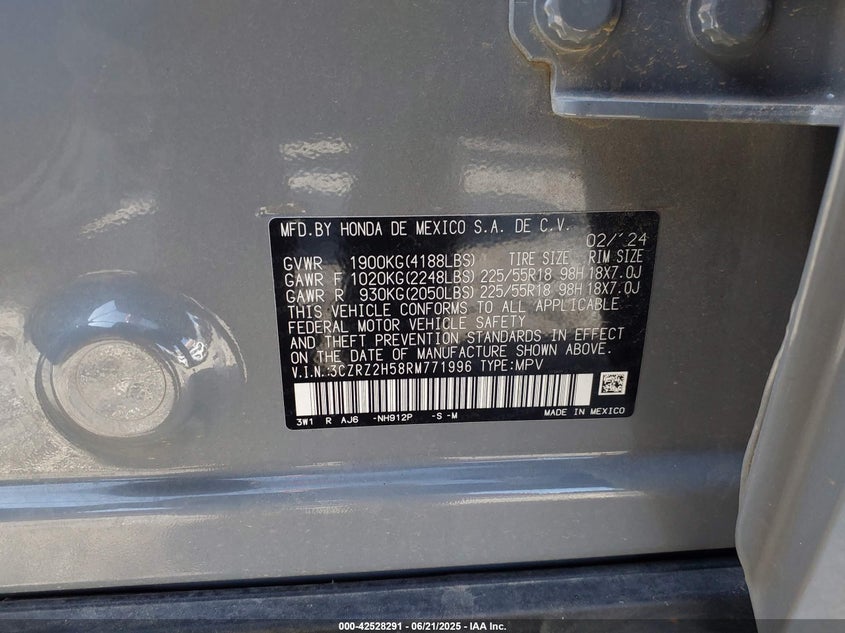 MFD.BY HONDA DE MEXICO S.A. DE C.V.
02/'24
GVWR 1900KG(4188LBS) TIRE SIZE RIM SIZE
GAWR F 1020KG(2248LBS) 225/55R18 98H 18X7.0J
GAWR R 930KG(2050LBS) 225/55R18 98H 18X7.0J
THIS VEHICLE CONFORMS TO ALL APPLICABLE
FEDERAL MOTOR VEHICLE SAFETY
AND THEFT PREVENTION STANDARDS IN EFFECT
ON THE DATE OF MANUFACTURE SHOWN ABOVE.
V.I.N.:3CZRZ2H58RM771996 TYPE:MPV
3W1 R AJ6 -NH912P -S -M MADE IN MEXICO
000-42528291 - 06/21/2025 - IAA Inc.